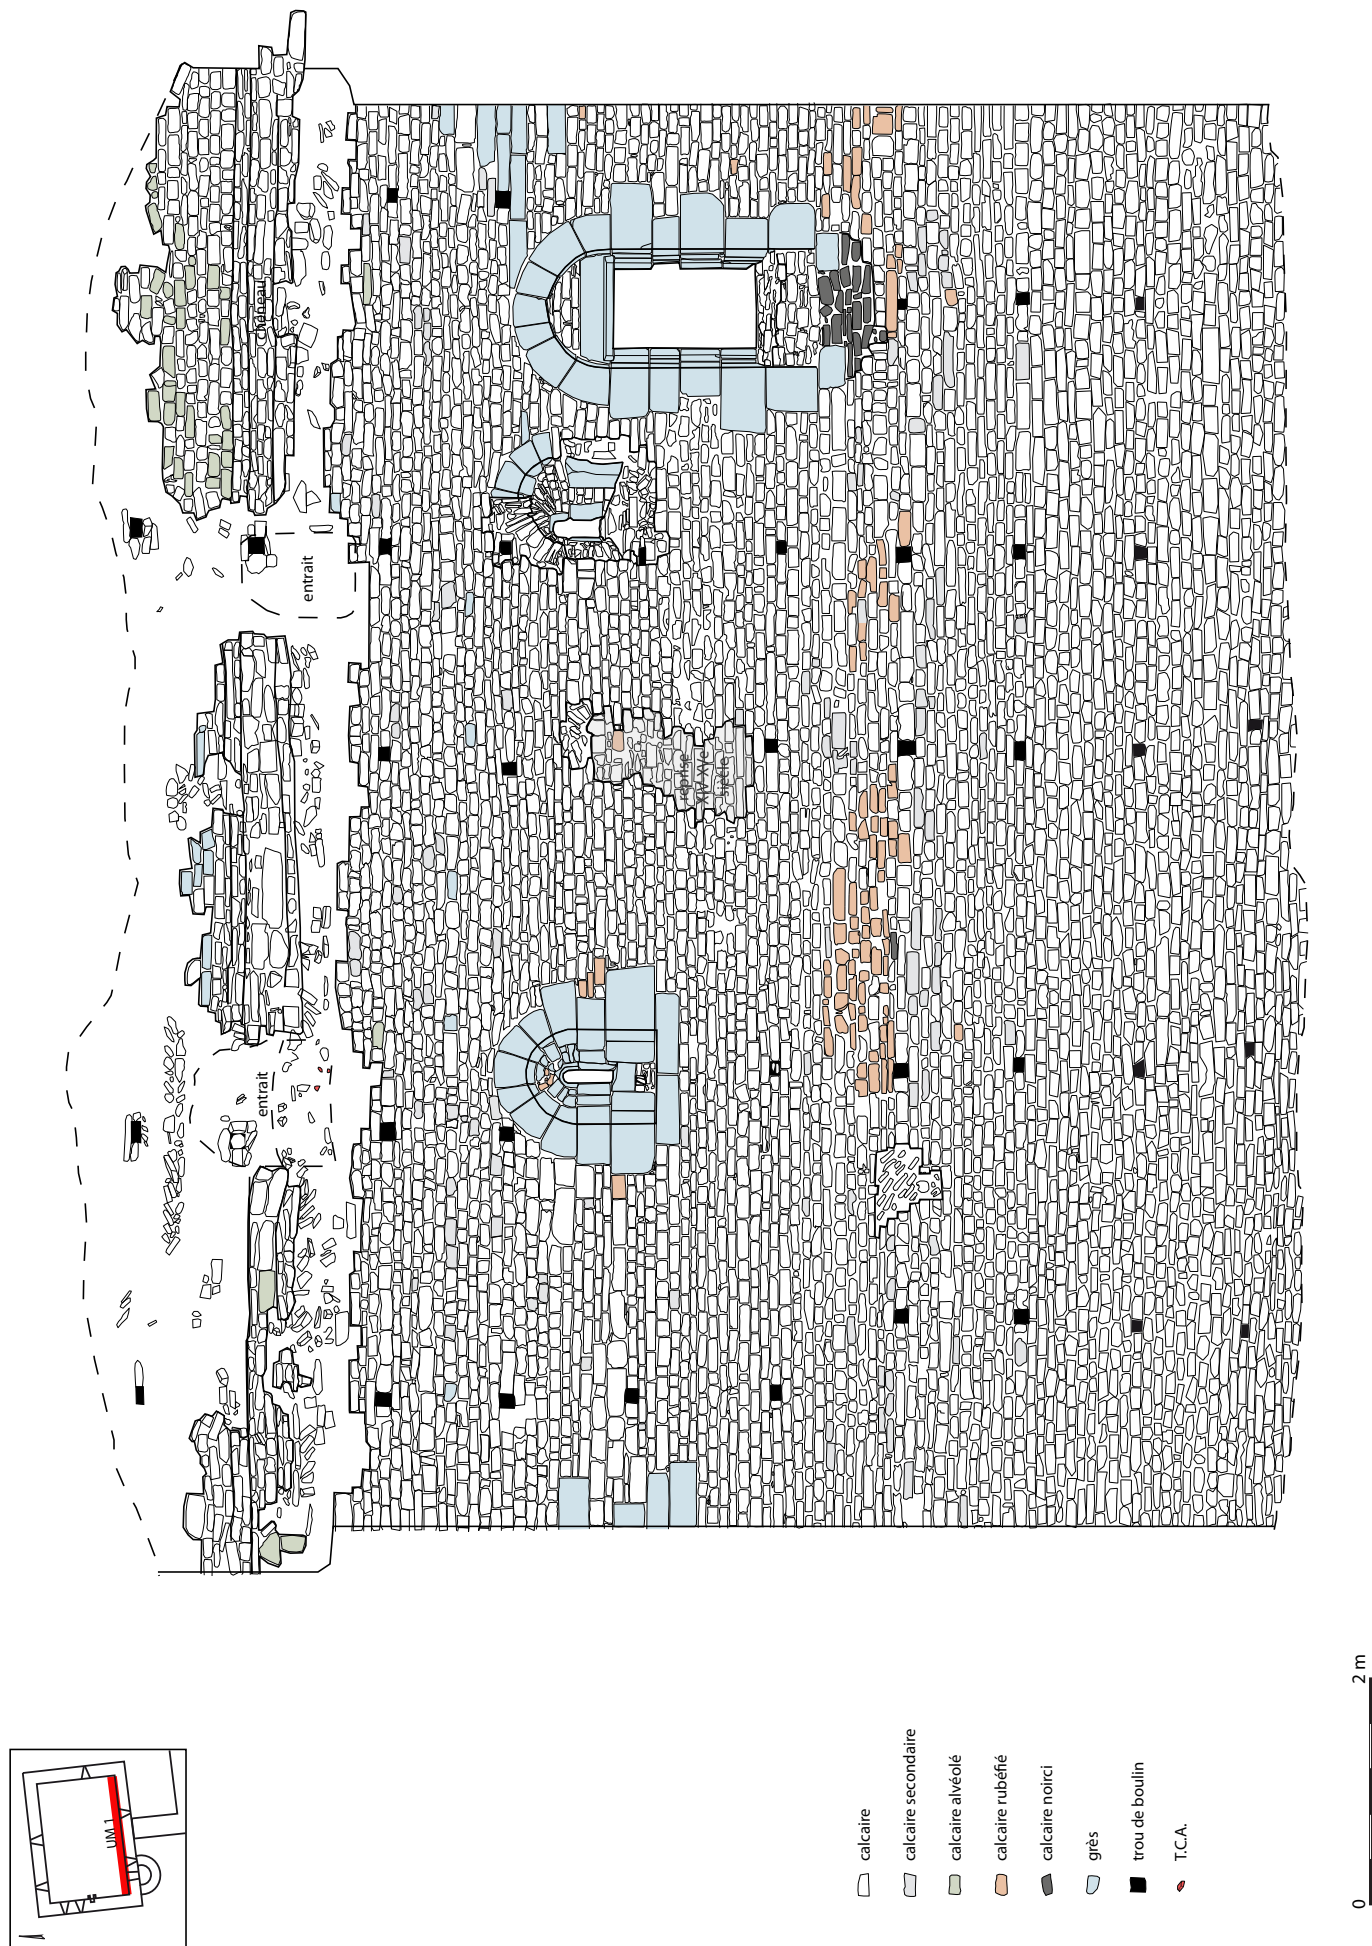 chéneau
entrait
entrait
reprise
XIV-XVe
siècle
UM 1
calcaire
calcaire secondaire
calcaire alvéolé
calcaire rubéfié
calcaire noirci
grès
trou de boulin
T.C.A.
0 2 m